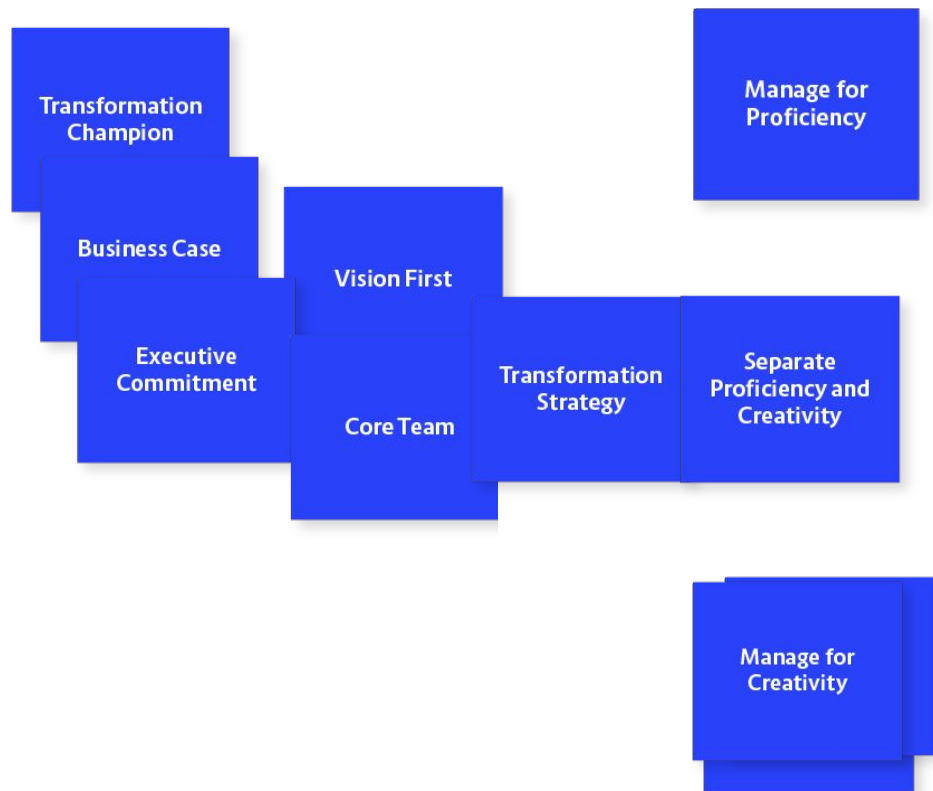 Transformation
Champion
Business Case
Executive
Commitment
Vision First
Core Team
Transformation
Strategy
Manage for
Proficiency
Separate
Proficiency and
Creativity
Manage for
Creativity